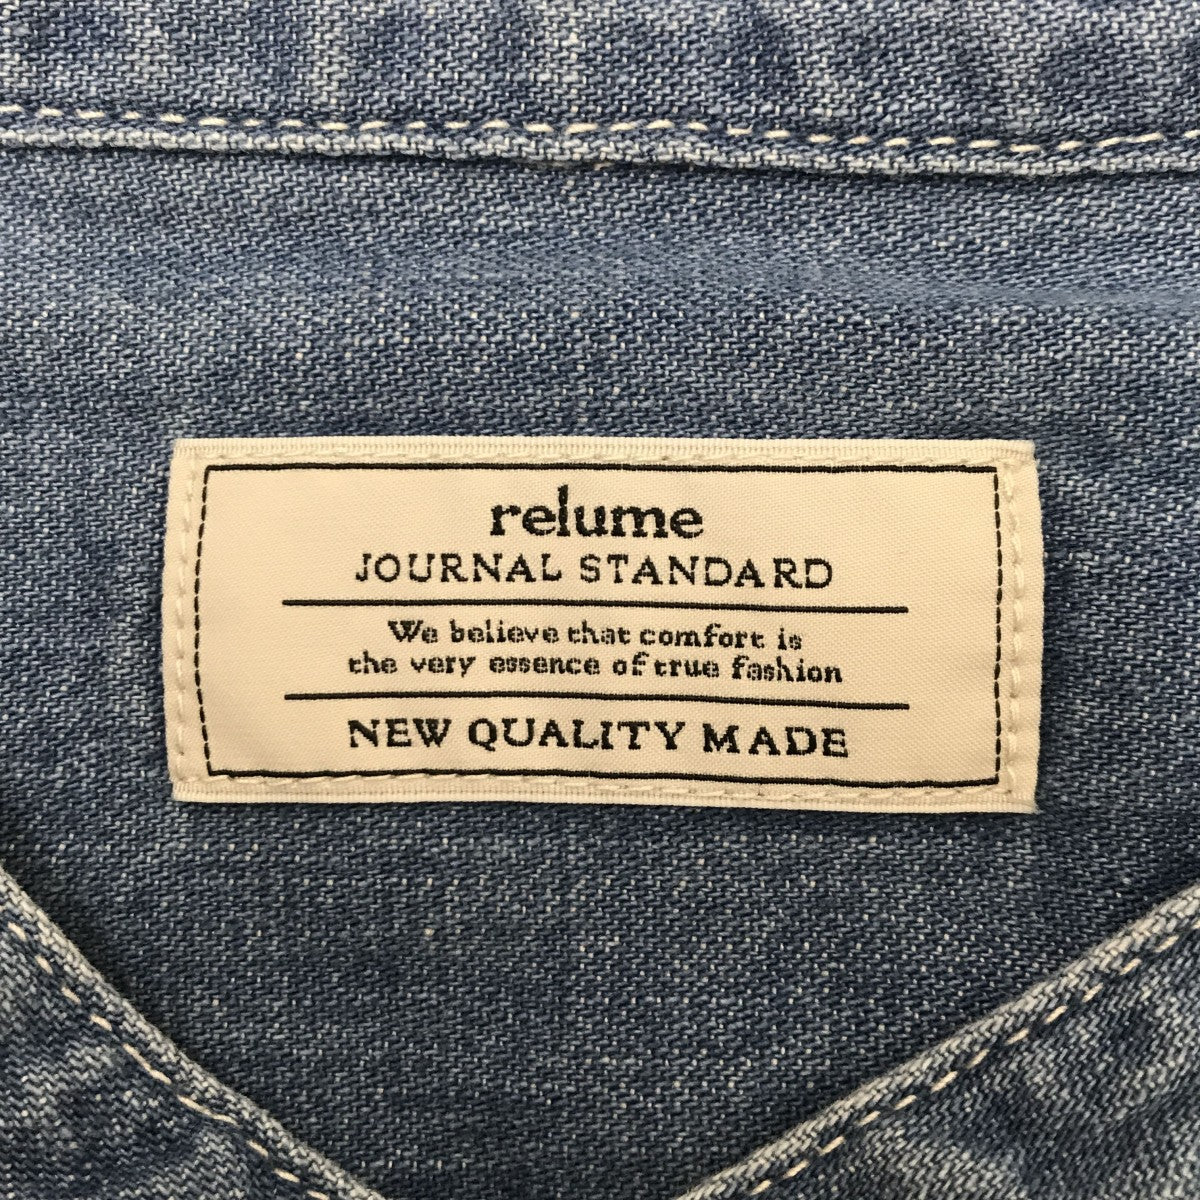 relume
JOURNAL STANDARD
We believe that comfort is
the very essence of true fashion
NEW QUALITY MADE